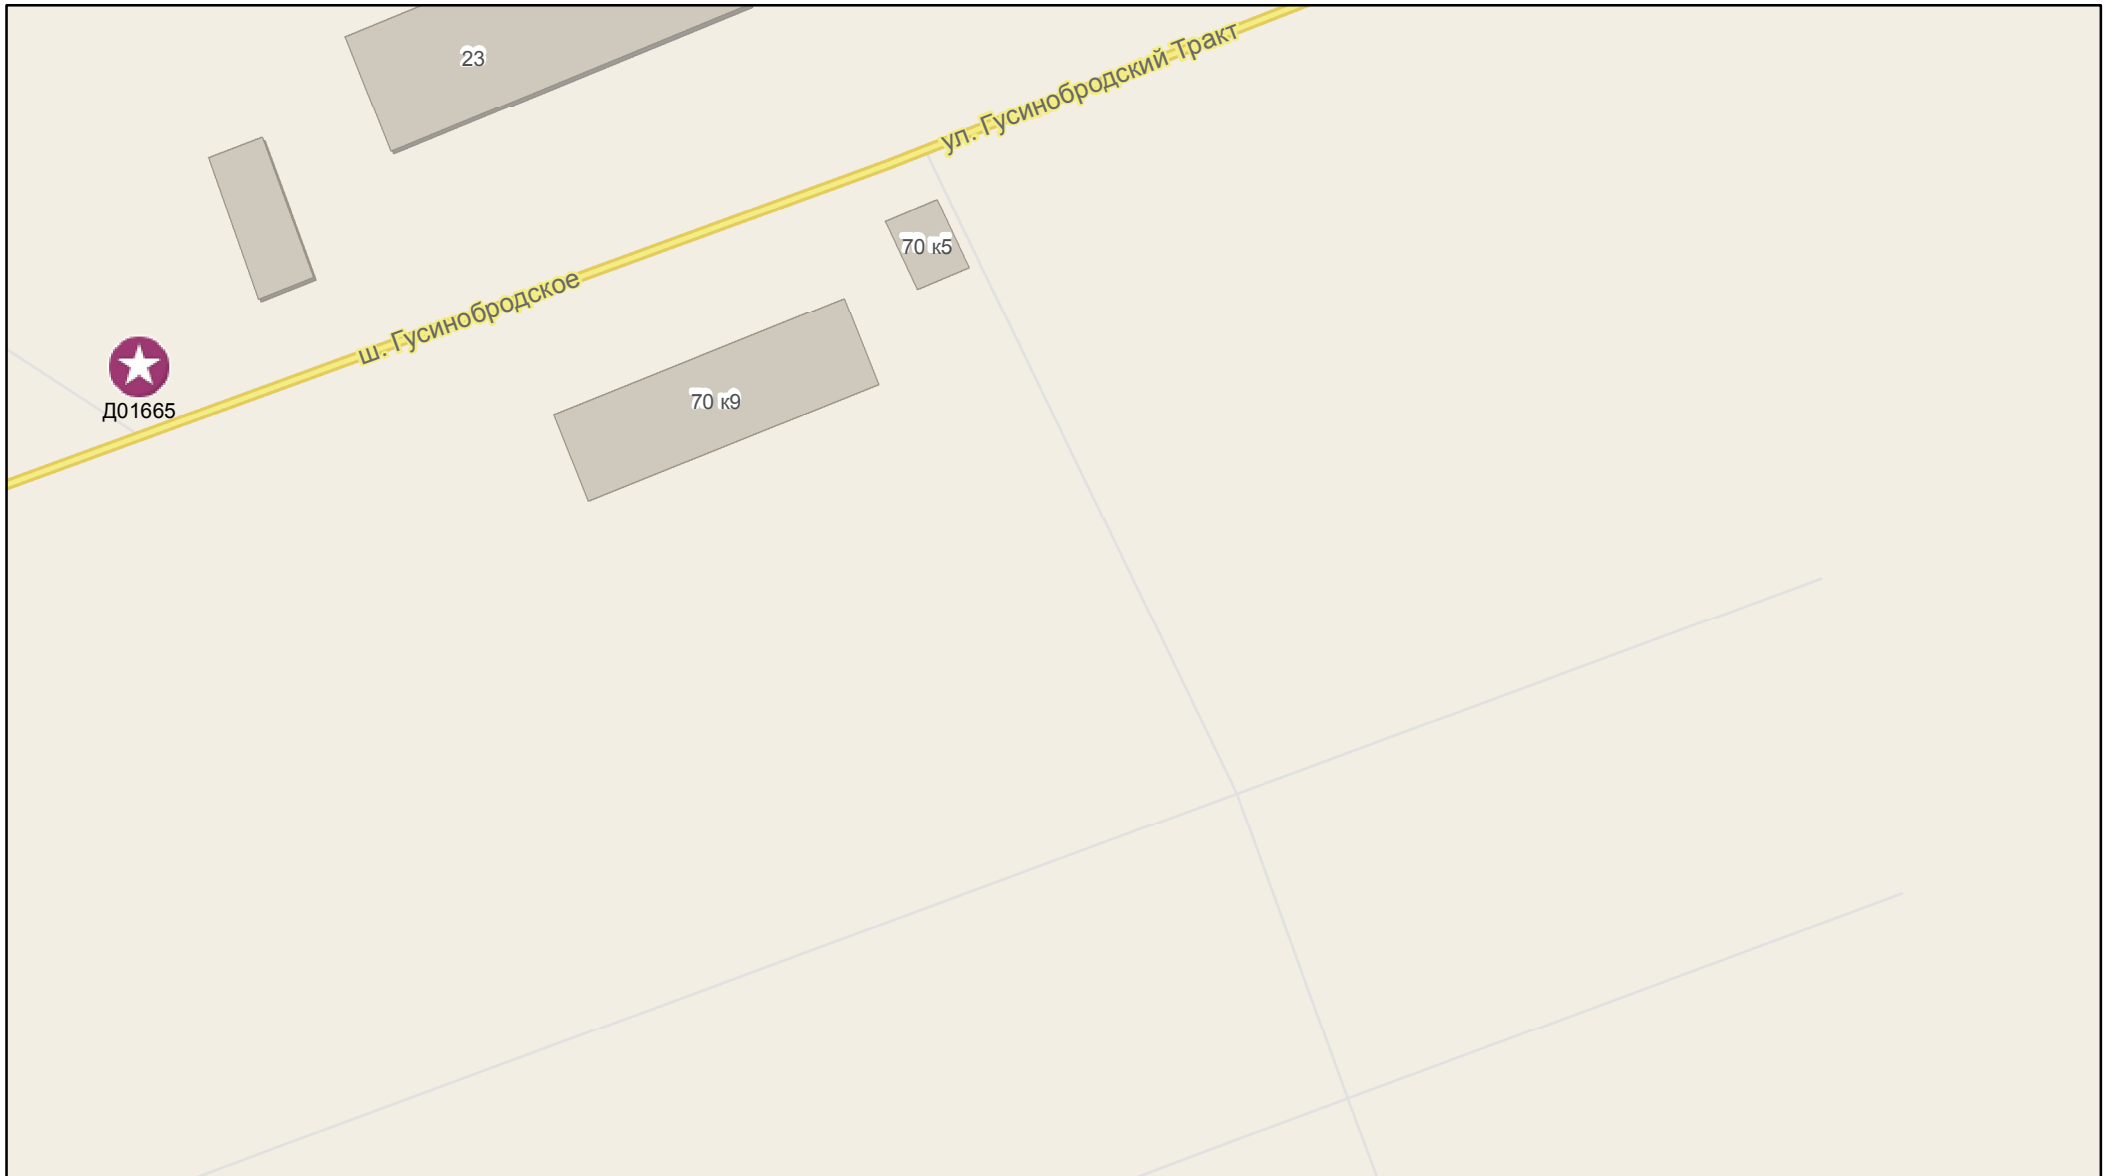 23
ул. Гусинобродский Тракт
70 к5
ш. Гусинобродское
70 к9
Д01665